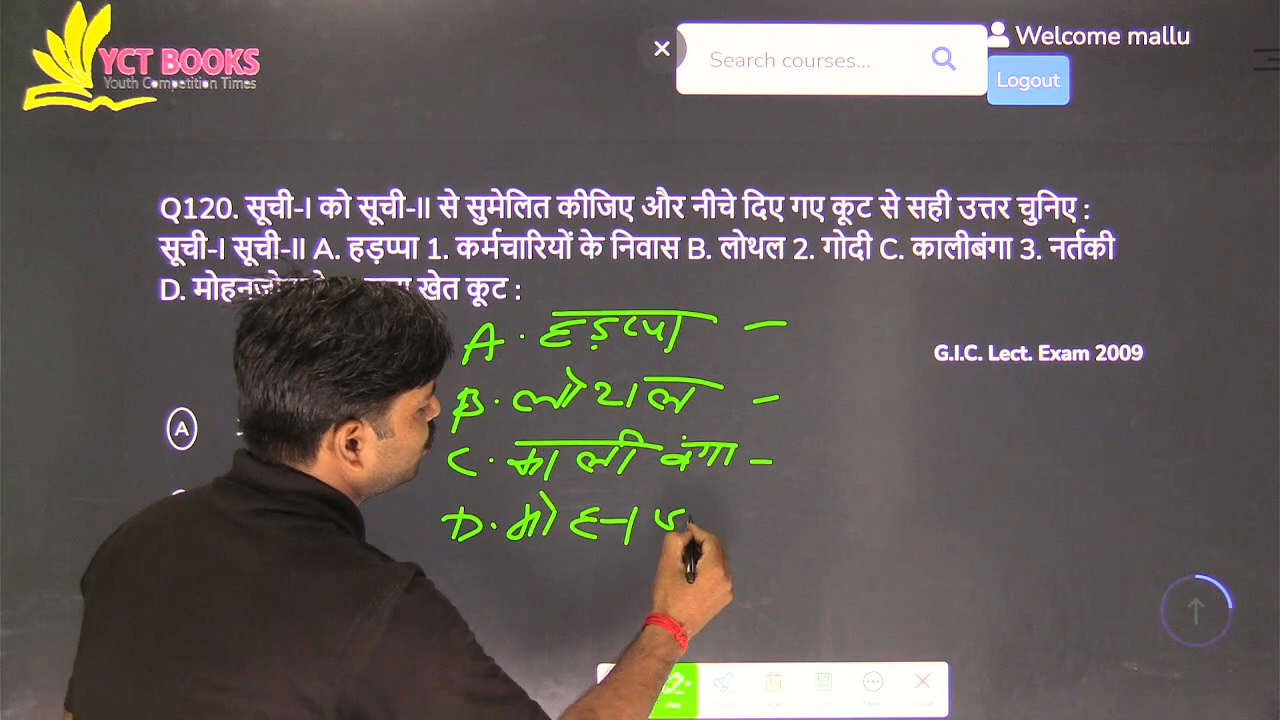 YCT BOOKS
Youth Competition Times
Search courses...
Welcome mallu
Logout
Q120. सूची-I को सूची-II से सुमेलित कीजिए और नीचे दिए गए कूट से सही उत्तर चुनिए :
सूची-I सूची-II A. हड़प्पा 1. कर्मचारियों के निवास B. लोथल 2. गोदी C. कालीबंगा 3. नर्तकी
D. खेत कूट :
G.I.C. Lect. Exam 2009
A
A. हड़प्पा –
B. लोथल –
C. कालीबंगा –
D. मोहनज